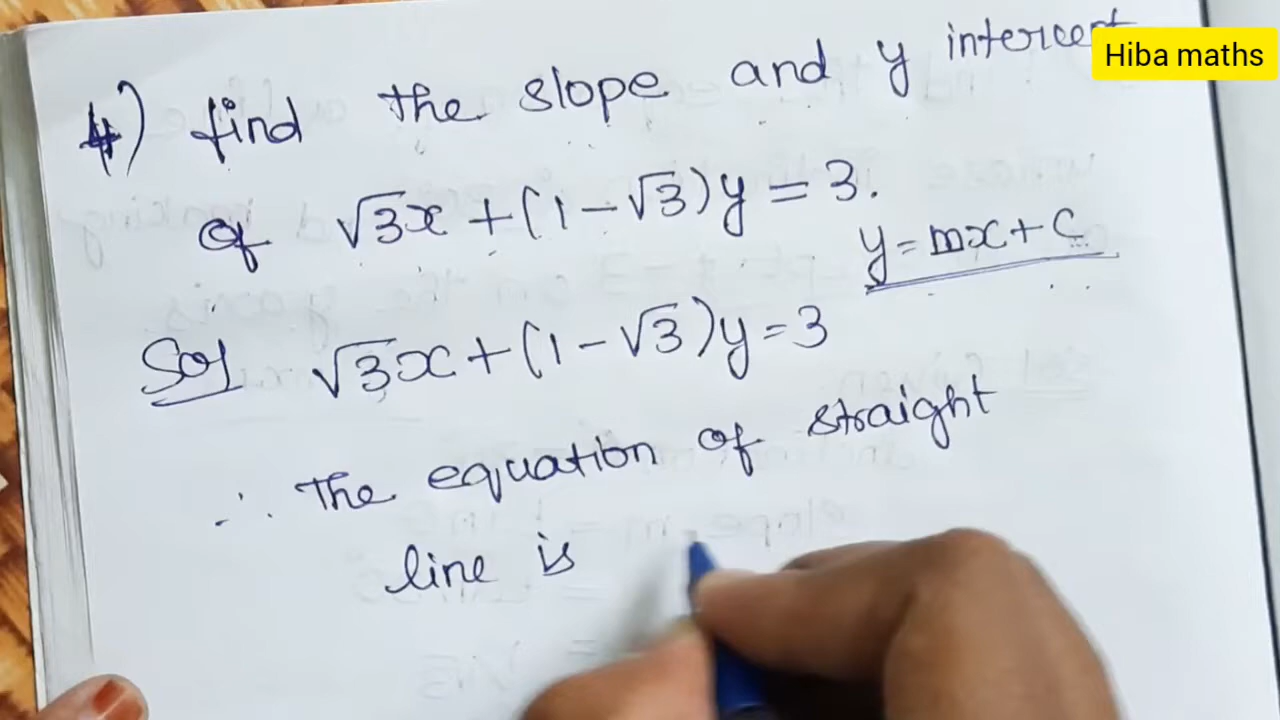 Hiba maths
4) find the slope and y intercept
of √3x + (1 - √3)y = 3.
y = mx + c
Sol √3x + (1 - √3)y = 3
∴ The equation of straight
line is